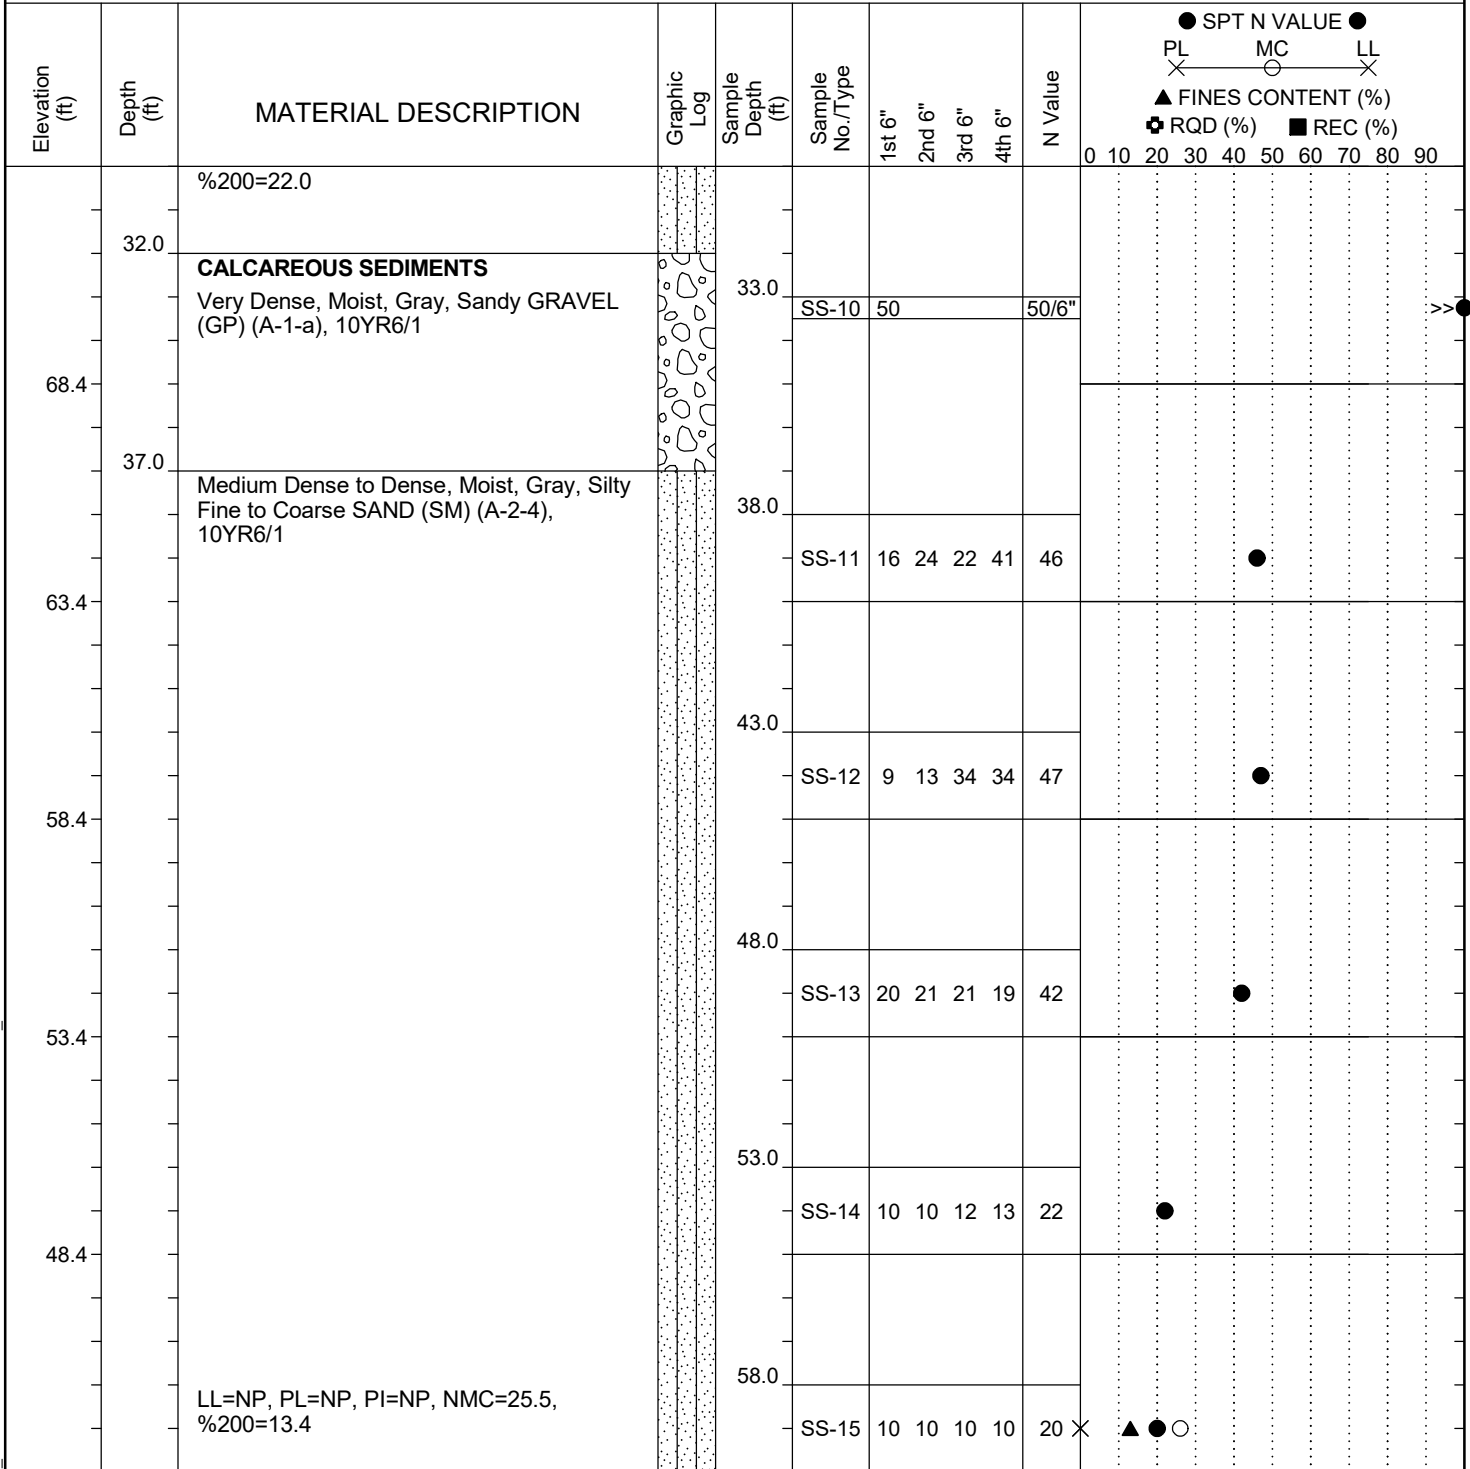 ● SPT N VALUE ●
PL MC LL
▲ FINES CONTENT (%)
RQD (%) ■ REC (%)
0 10 20 30 40 50 60 70 80 90
Elevation
(ft)
Depth
(ft)
MATERIAL DESCRIPTION
Graphic
Log
Sample
Depth
(ft)
Sample
No./Type
1st 6"
2nd 6"
3rd 6"
4th 6"
N Value
%200=22.0
32.0
CALCAREOUS SEDIMENTS
Very Dense, Moist, Gray, Sandy GRAVEL
(GP) (A-1-a), 10YR6/1
33.0
SS-10 50 50/6" >>
68.4
37.0
Medium Dense to Dense, Moist, Gray, Silty
Fine to Coarse SAND (SM) (A-2-4),
10YR6/1
38.0
SS-11 16 24 22 41 46
63.4
43.0
SS-12 9 13 34 34 47
58.4
48.0
SS-13 20 21 21 19 42
53.4
53.0
SS-14 10 10 12 13 22
48.4
58.0
LL=NP, PL=NP, PI=NP, NMC=25.5,
%200=13.4
SS-15 10 10 10 10 20